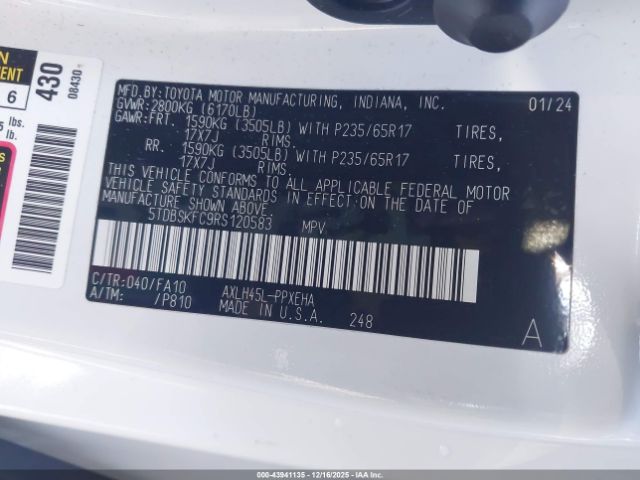 N
ENT
6
430
08430
5 lbs.
lb.
MFD.BY:TOYOTA MOTOR MANUFACTURING, INDIANA, INC. 01/24
GVWR: 2800KG (6170LB)
GAWR:FRT. 1590KG (3505LB) WITH P235/65R17 TIRES,
17X7J RIMS.
RR. 1590KG (3505LB) WITH P235/65R17 TIRES,
17X7J RIMS.
THIS VEHICLE CONFORMS TO ALL APPLICABLE FEDERAL MOTOR
VEHICLE SAFETY STANDARDS IN EFFECT ON THE DATE OF
MANUFACTURE SHOWN ABOVE.
5TDBSKFC9RS120583 MPV
C/TR:040/FA10 AXLH45L-PPXEHA
A/TM: /P810 MADE IN U.S.A. 248 A
000-43941135 - 12/16/2025 - IAA, Inc.